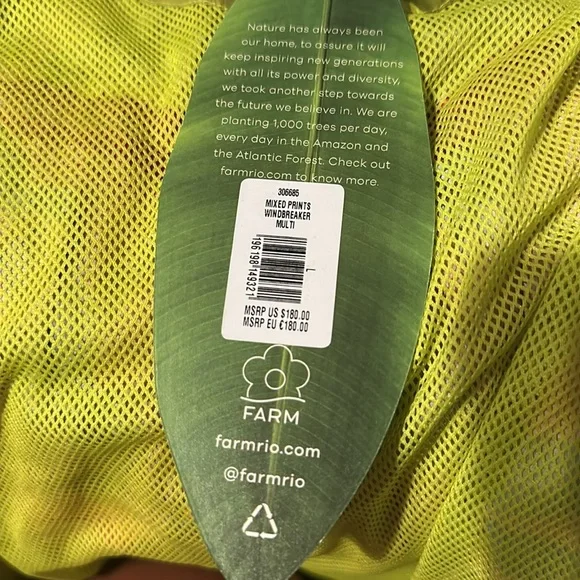 Nature has always been
our home, to assure it will
keep inspiring new generations
with all its power and diversity,
we took another step towards
the future we believe in. We are
planting 1,000 trees per day,
every day in the Amazon and
the Atlantic Forest. Check out
farmrio.com to know more.
306685
MIXED PRINTS
WINDBREAKER
MULTI
196198149321
L
MSRP US $180.00
MSRP EU €180.00
FARM
farmrio.com
@farmrio